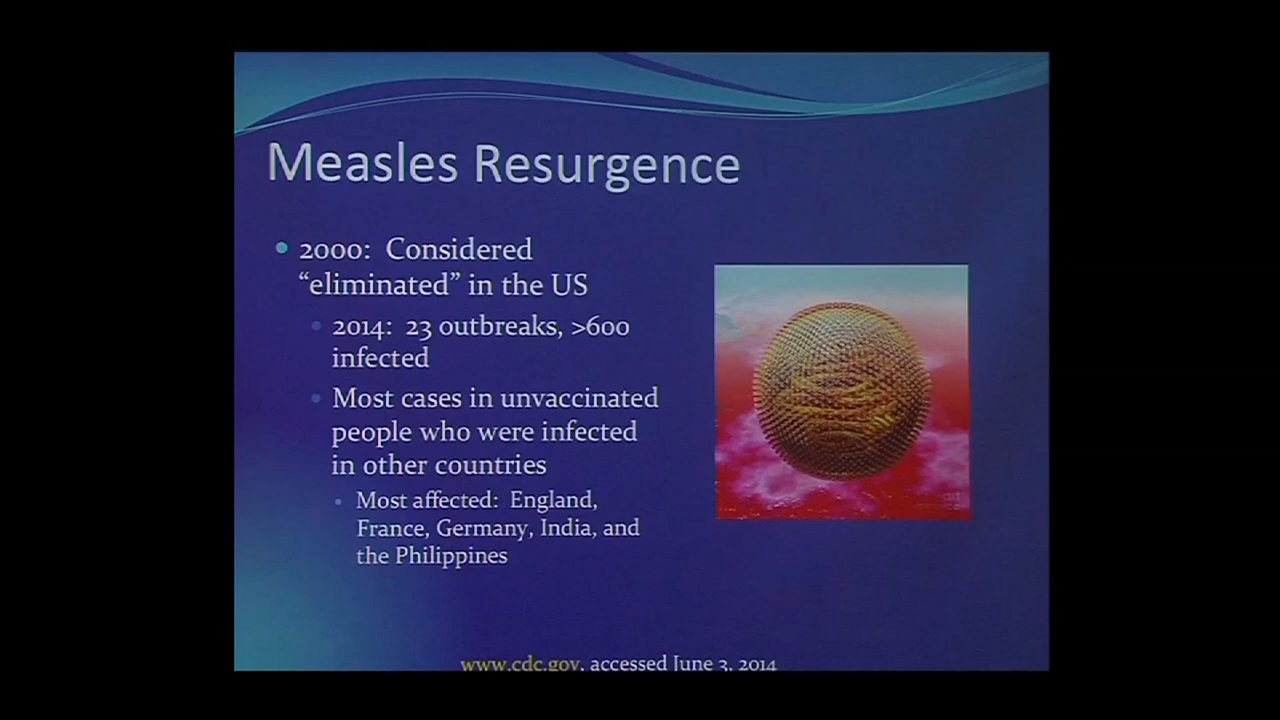 Measles Resurgence
2000: Considered
“eliminated” in the US
2014: 23 outbreaks, >600
infected
Most cases in unvaccinated
people who were infected
in other countries
Most affected: England,
France, Germany, India, and
the Philippines
www.cdc.gov, accessed June 3, 2014